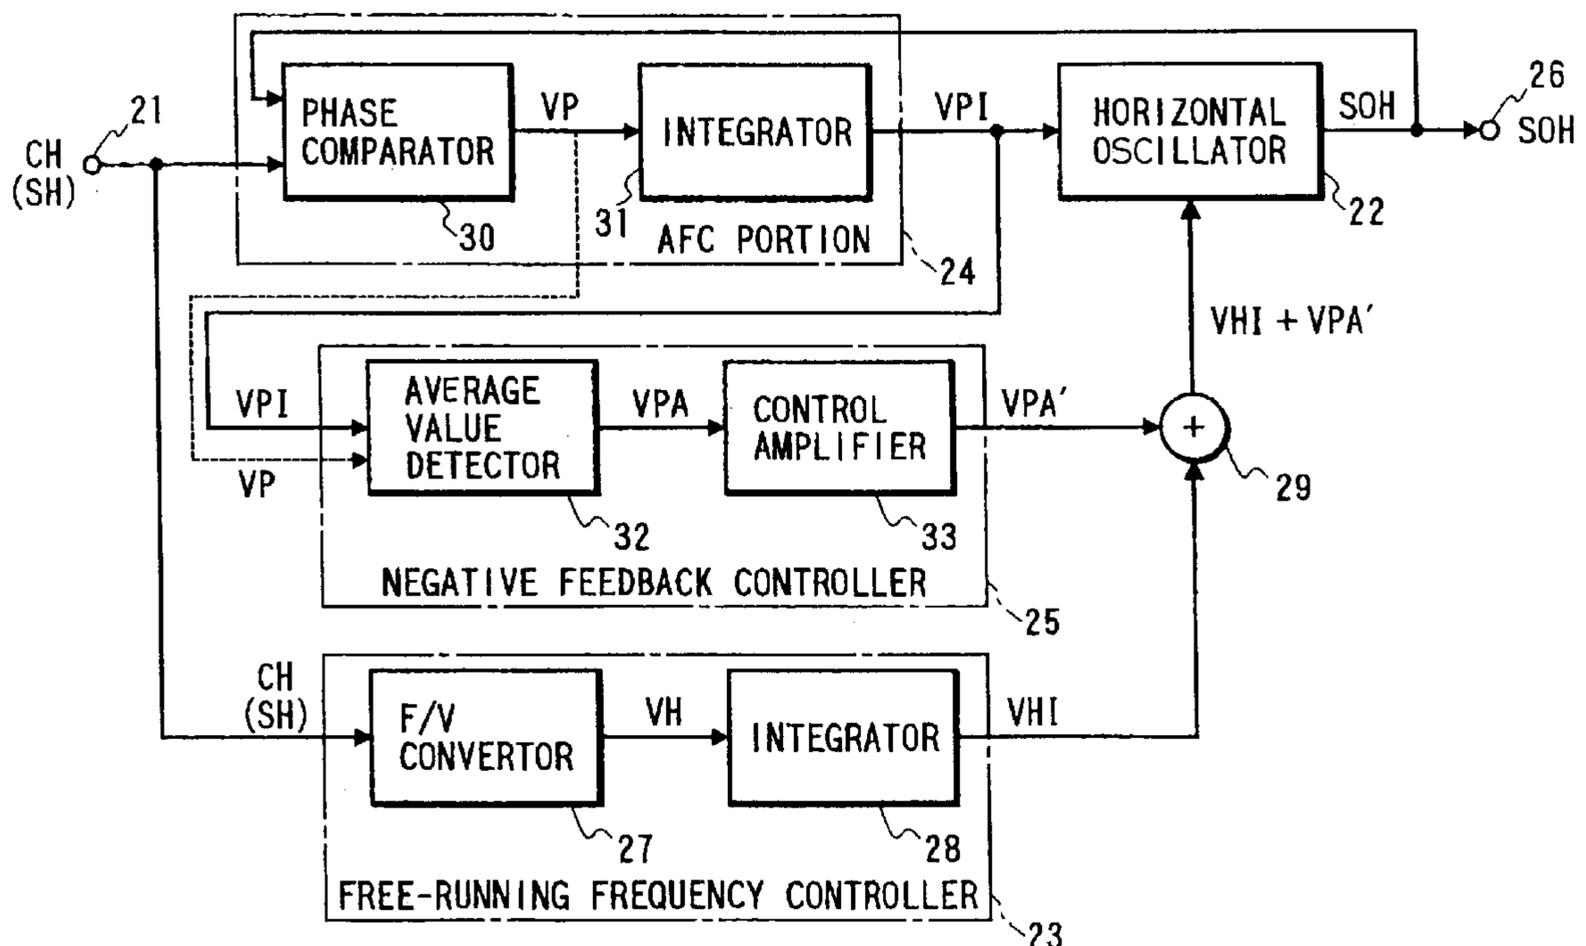 21
CH
(SH)
PHASE
COMPARATOR
30
VP
INTEGRATOR
31
AFC PORTION
24
VPI
HORIZONTAL
OSCILLATOR
22
SOH
26
SOH
VHI + VPA'
VPI
VP
AVERAGE
VALUE
DETECTOR
32
VPA
CONTROL
AMPLIFIER
33
VPA'
+
29
NEGATIVE FEEDBACK CONTROLLER
25
CH
(SH)
F/V
CONVERTOR
27
VH
INTEGRATOR
28
VHI
FREE-RUNNING FREQUENCY CONTROLLER
23